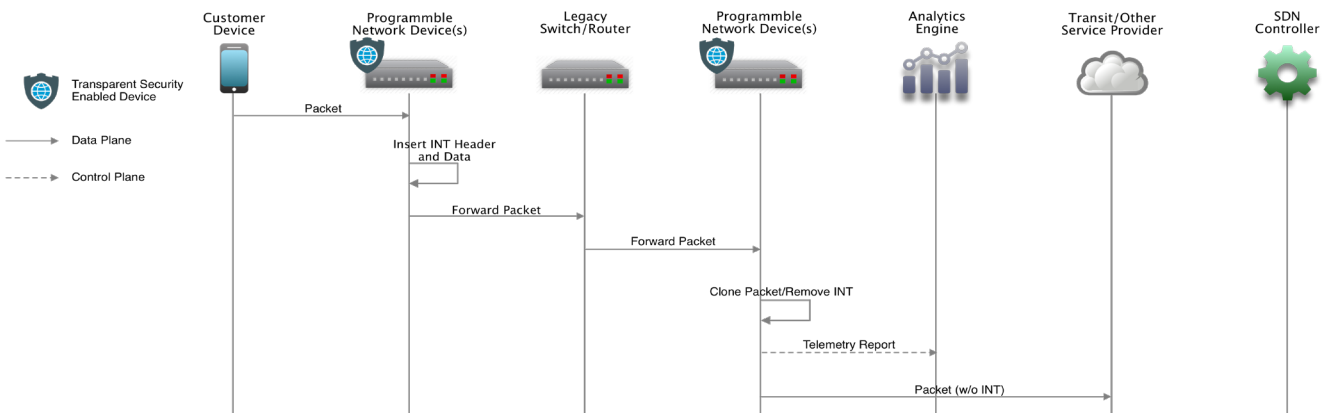 Customer
Device
Programmble
Network Device(s)
Legacy
Switch/Router
Programmble
Network Device(s)
Analytics
Engine
Transit/Other
Service Provider
SDN
Controller
Transparent Security
Enabled Device
Data Plane
Control Plane
Packet
Insert INT Header
and Data
Forward Packet
Forward Packet
Clone Packet/Remove INT
Telemetry Report
Packet (w/o INT)